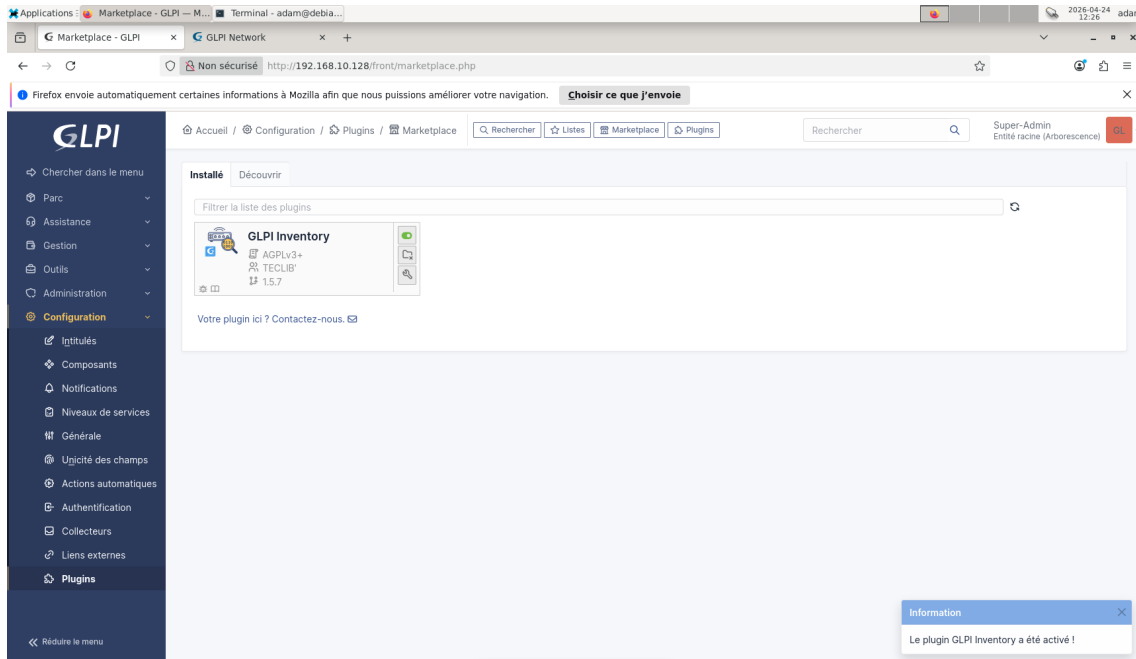 Applications
Marketplace - GLPI — M...
Terminal - adam@debia...
2026-04-24
12:26
adar
Marketplace - GLPI
GLPI Network
Non sécurisé http://192.168.10.128/front/marketplace.php
Firefox envoie automatiquement certaines informations à Mozilla afin que nous puissions améliorer votre navigation.
Choisir ce que j'envoie
GLPI
Accueil / Configuration / Plugins / Marketplace
Rechercher
Listes
Marketplace
Plugins
Rechercher
Super-Admin
Entité racine (Arborescence)
GL
Chercher dans le menu
Parc
Assistance
Gestion
Outils
Administration
Configuration
Intitulés
Composants
Notifications
Niveaux de services
Générale
Unicité des champs
Actions automatiques
Authentification
Collecteurs
Liens externes
Plugins
Réduire le menu
Installé
Découvrir
Filtrer la liste des plugins
GLPI Inventory
AGPLv3+
TECLIB'
1.5.7
Votre plugin ici ? Contactez-nous.
Information
Le plugin GLPI Inventory a été activé !